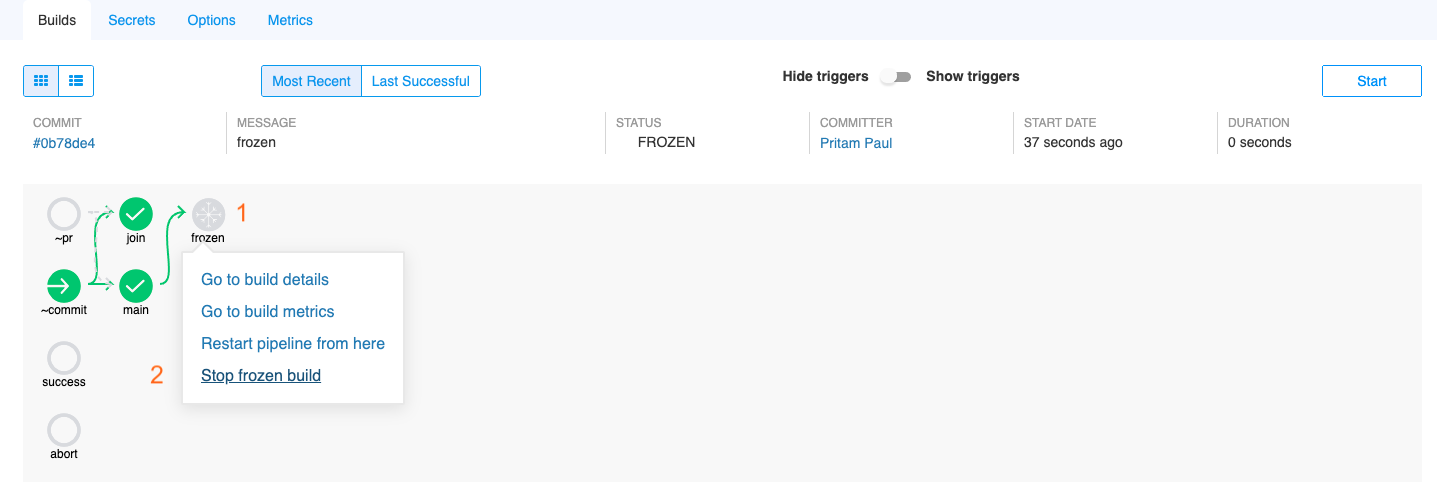 Builds Secrets Options Metrics
Most Recent Last Successful Hide triggers Show triggers Start
COMMIT MESSAGE STATUS COMMITTER START DATE DURATION
#0b78de4 frozen FROZEN Pritam Paul 37 seconds ago 0 seconds
1
~pr join frozen
Go to build details
~commit main Go to build metrics
Restart pipeline from here
success 2 Stop frozen build
abort